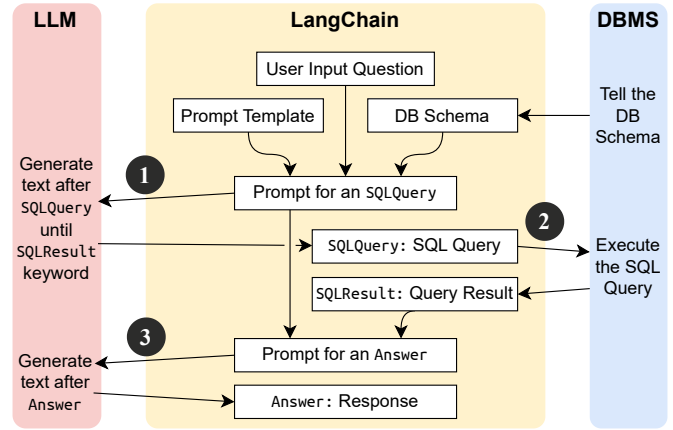 LLM
LangChain
DBMS
User Input Question
Prompt Template
DB Schema
Tell the
DB
Schema
1
Prompt for an SQLQuery
Generate
text after
SQLQuery
until
SQLResult
keyword
2
SQLQuery: SQL Query
Execute
the SQL
Query
SQLResult: Query Result
3
Prompt for an Answer
Generate
text after
Answer
Answer: Response